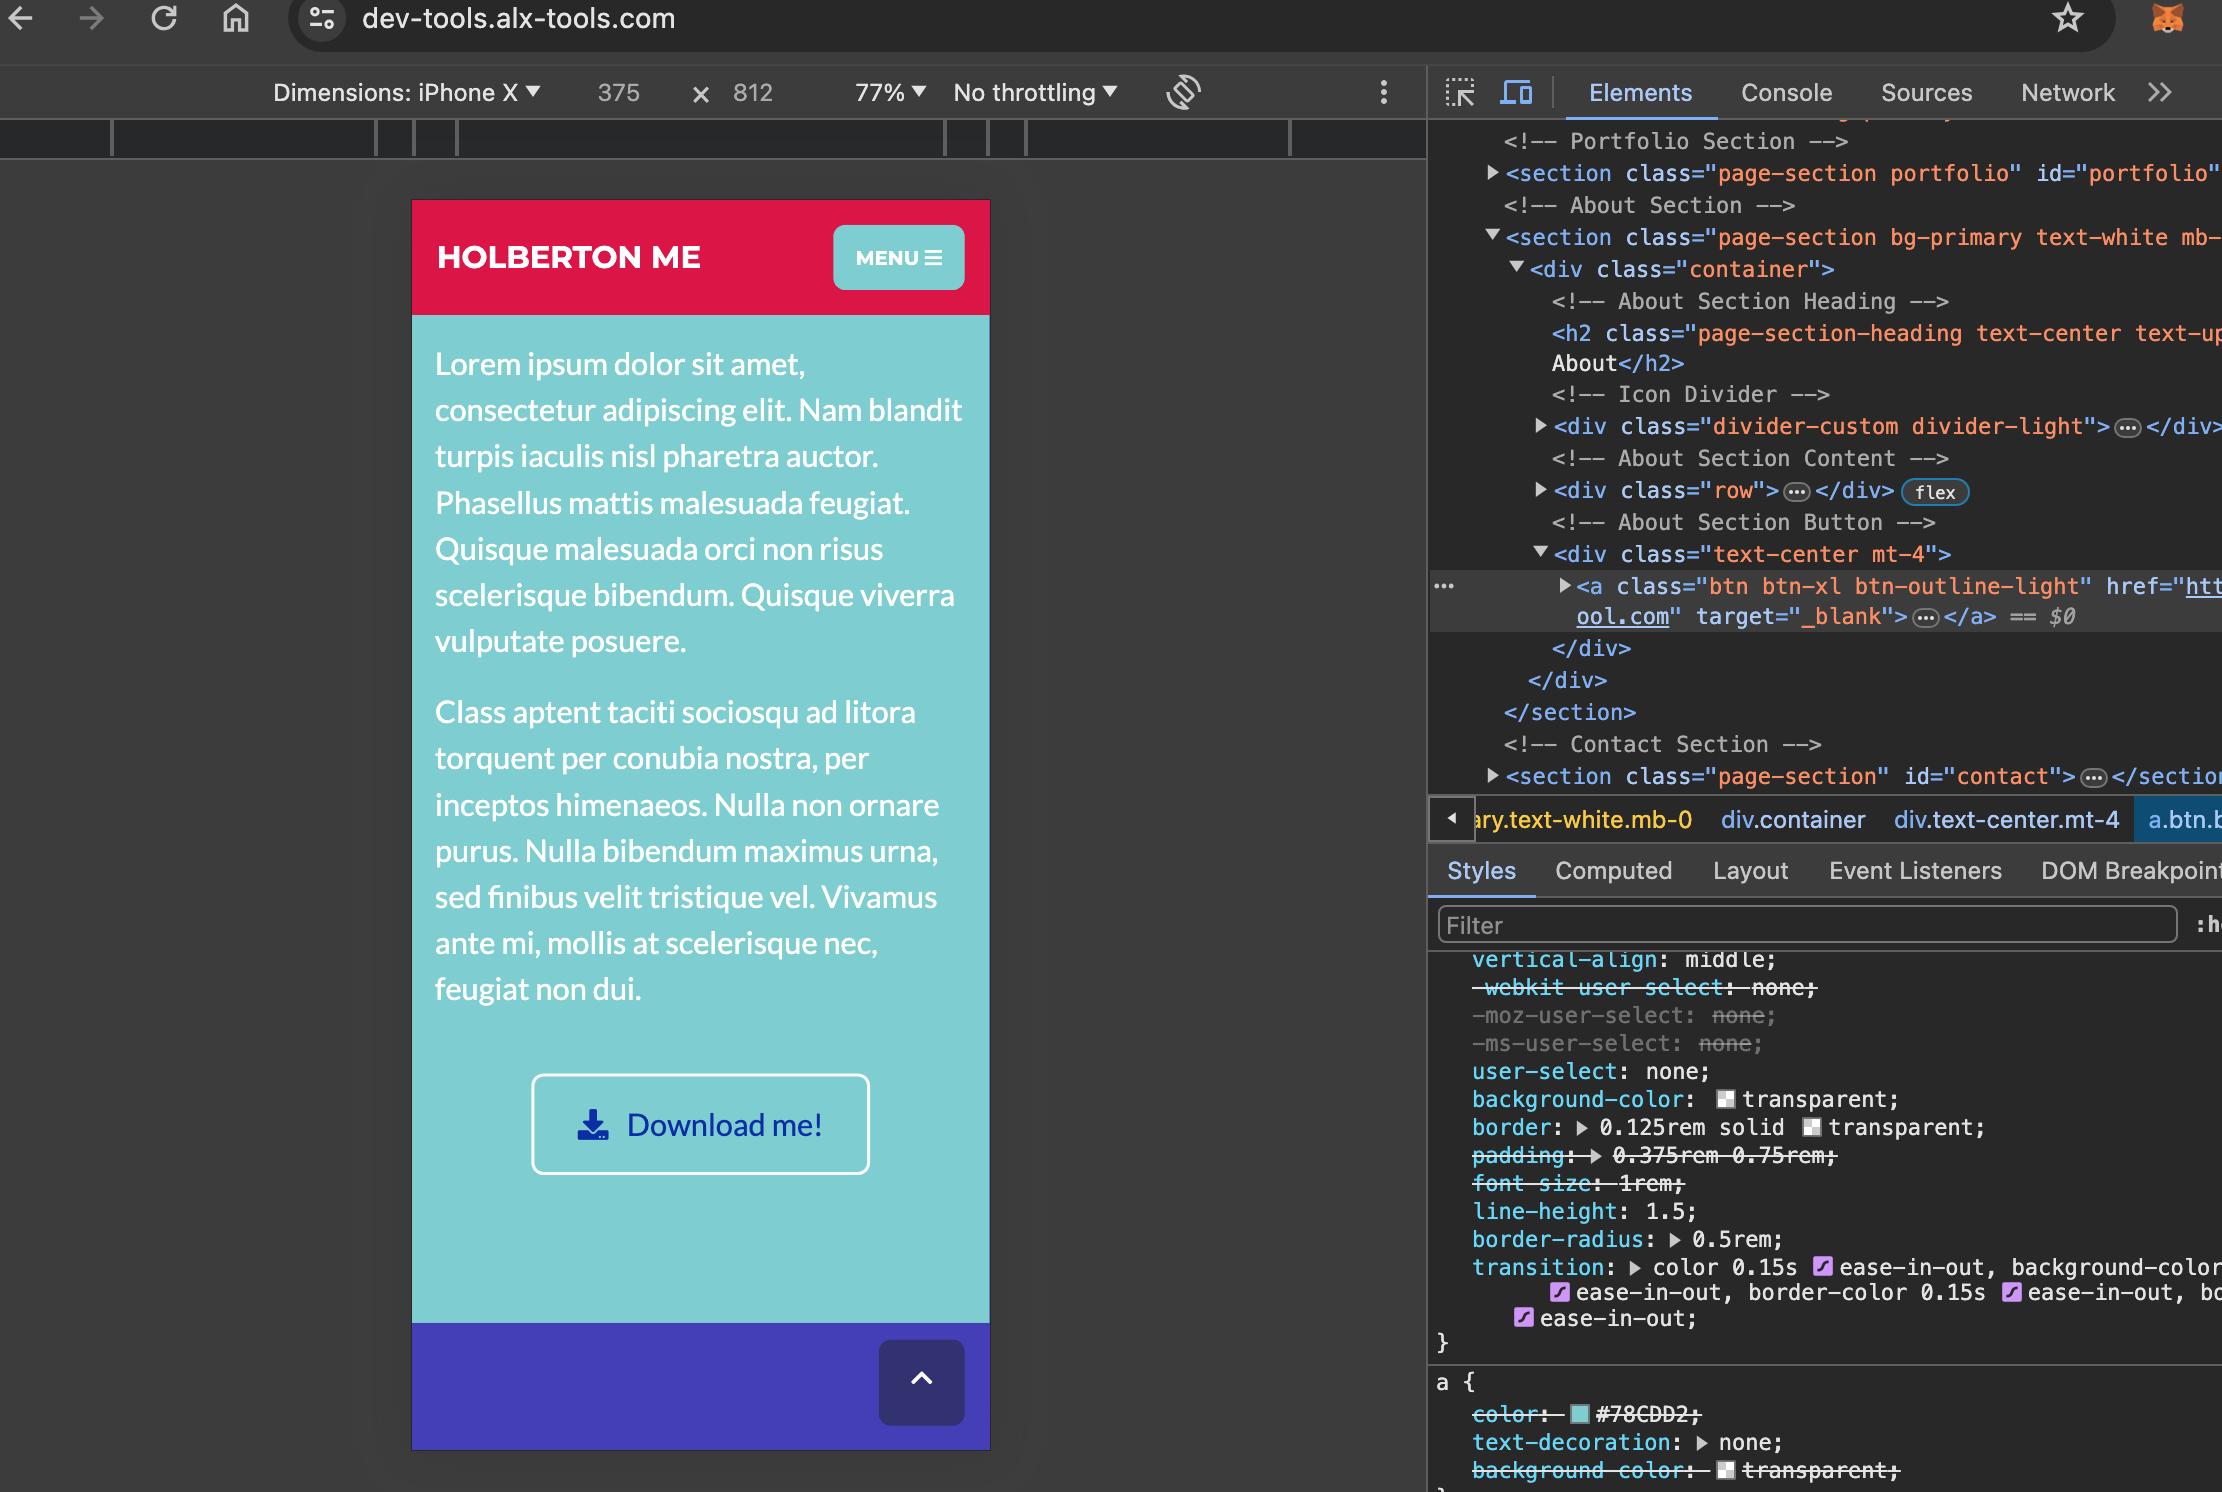 dev-tools.alx-tools.com
Dimensions: iPhone X 375 × 812 77% No throttling
Elements Console Sources Network
HOLBERTON ME
MENU
Lorem ipsum dolor sit amet,
consectetur adipiscing elit. Nam blandit
turpis iaculis nisl pharetra auctor.
Phasellus mattis malesuada feugiat.
Quisque malesuada orci non risus
scelerisque bibendum. Quisque viverra
vulputate posuere.
Class aptent taciti sociosqu ad litora
torquent per conubia nostra, per
inceptos himenaeos. Nulla non ornare
purus. Nulla bibendum maximus urna,
sed finibus velit tristique vel. Vivamus
ante mi, mollis at scelerisque nec,
feugiat non dui.
Download me!
<!-- Portfolio Section -->
<section class="page-section portfolio" id="portfolio"
<!-- About Section -->
<section class="page-section bg-primary text-white mb-
<div class="container">
<!-- About Section Heading -->
<h2 class="page-section-heading text-center text-up
About</h2>
<!-- Icon Divider -->
<div class="divider-custom divider-light">…</div>
<!-- About Section Content -->
<div class="row">…</div> flex
<!-- About Section Button -->
<div class="text-center mt-4">
<a class="btn btn-xl btn-outline-light" href="htt
ool.com" target="_blank">…</a> == $0
</div>
</div>
</section>
<!-- Contact Section -->
<section class="page-section" id="contact">…</section
ary.text-white.mb-0 div.container div.text-center.mt-4 a.btn.b
Styles Computed Layout Event Listeners DOM Breakpoint
Filter :h
vertical-align: middle;
-webkit-user-select: none;
-moz-user-select: none;
-ms-user-select: none;
user-select: none;
background-color: transparent;
border: 0.125rem solid transparent;
padding: 0.375rem 0.75rem;
font-size: 1rem;
line-height: 1.5;
border-radius: 0.5rem;
transition: color 0.15s ease-in-out, background-color
ease-in-out, border-color 0.15s ease-in-out, bo
ease-in-out;
}
a {
color: #78CDD2;
text-decoration: none;
background-color: transparent;